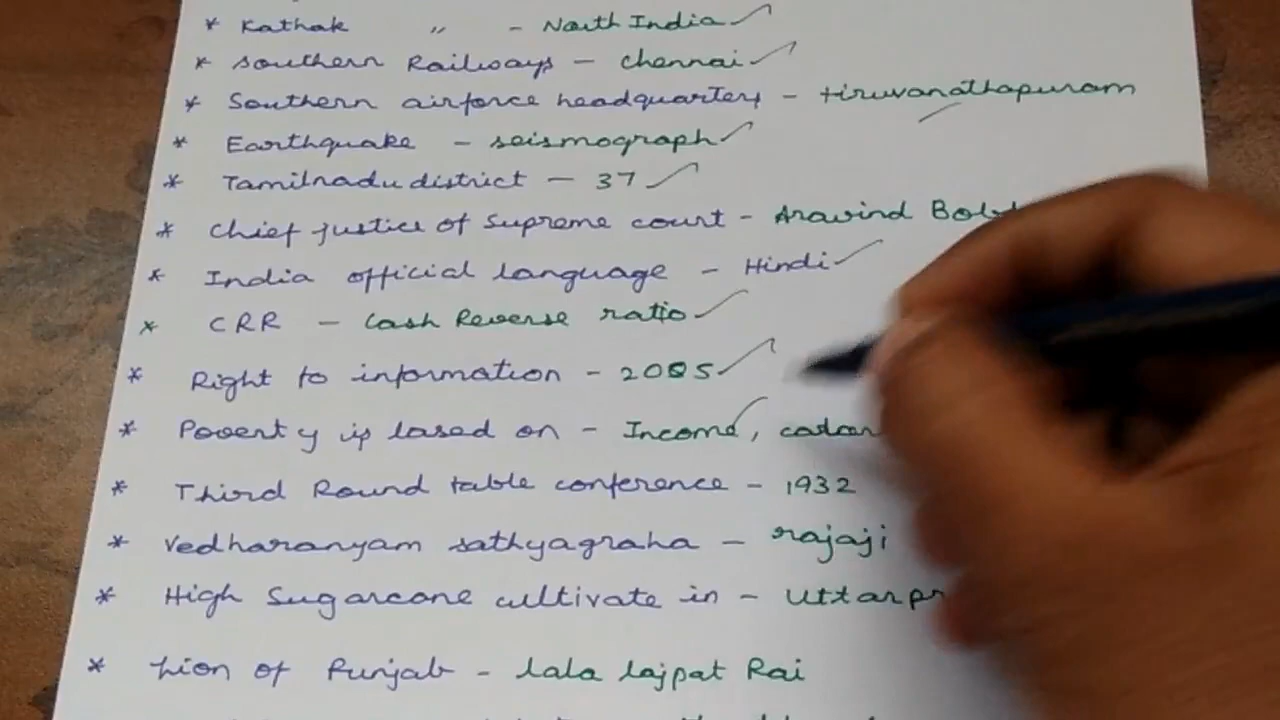 * Kathak " - North India
* Southern Railways - Chennai
* Southern airforce headquarters - tiruvanathapuram
* Earthquake - seismograph
* Tamilnadu district - 37
* Chief justice of Supreme court - Aravind
* India official language - Hindi
* CRR - Cash Reverse ratio
* Right to information - 2005
* Poverty is based on - Income,
* Third Round table conference - 1932
* Vedharanyam sathyagraha - rajaji
* High Sugarcane cultivate in - Uttarpr
* Lion of Punjab - lala lajpat Rai